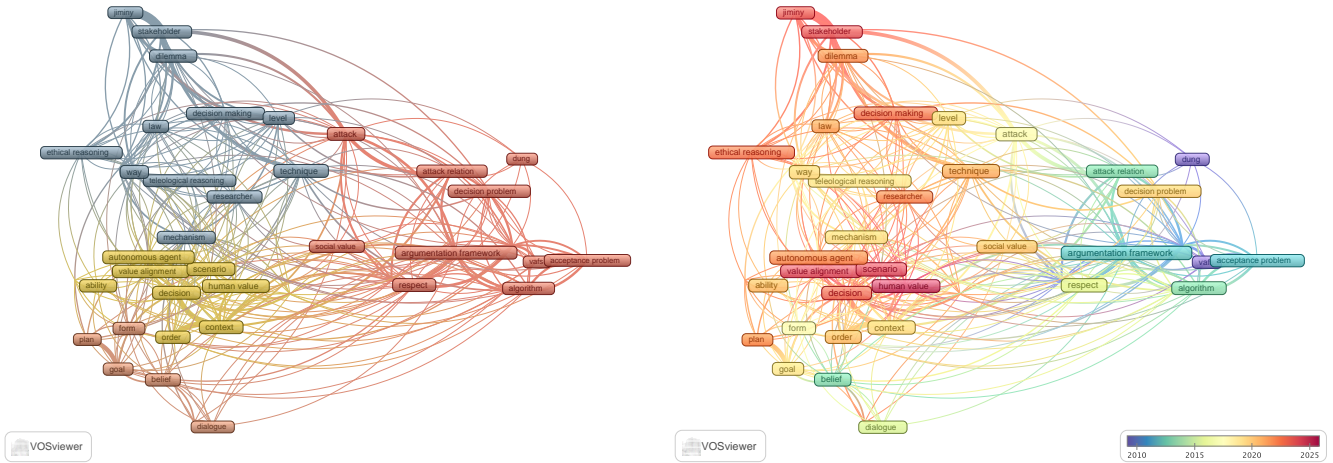 jiminy
stakeholder
dilemma
decision making
level
law
attack
ethical reasoning
dung
way
teleological reasoning
technique
attack relation
researcher
decision problem
mechanism
social value
autonomous agent
argumentation framework
value alignment
scenario
vafs
acceptance problem
ability
decision
human value
respect
algorithm
form
order
context
plan
goal
belief
dialogue
VOSviewer
jiminy
stakeholder
dilemma
decision making
level
law
attack
ethical reasoning
dung
way
teleological reasoning
technique
attack relation
researcher
decision problem
mechanism
social value
autonomous agent
argumentation framework
value alignment
scenario
acceptance problem
ability
decision
human value
respect
algorithm
form
order
context
plan
goal
belief
dialogue
VOSviewer
2010 2015 2020 2025